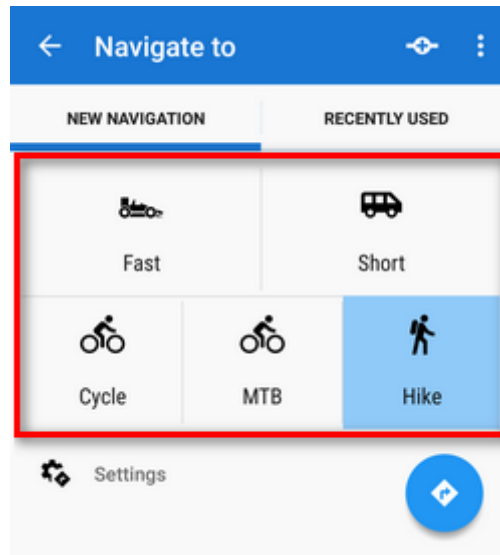 Navigate to
NEW NAVIGATION RECENTLY USED
Fast Short
Cycle MTB Hike
Settings